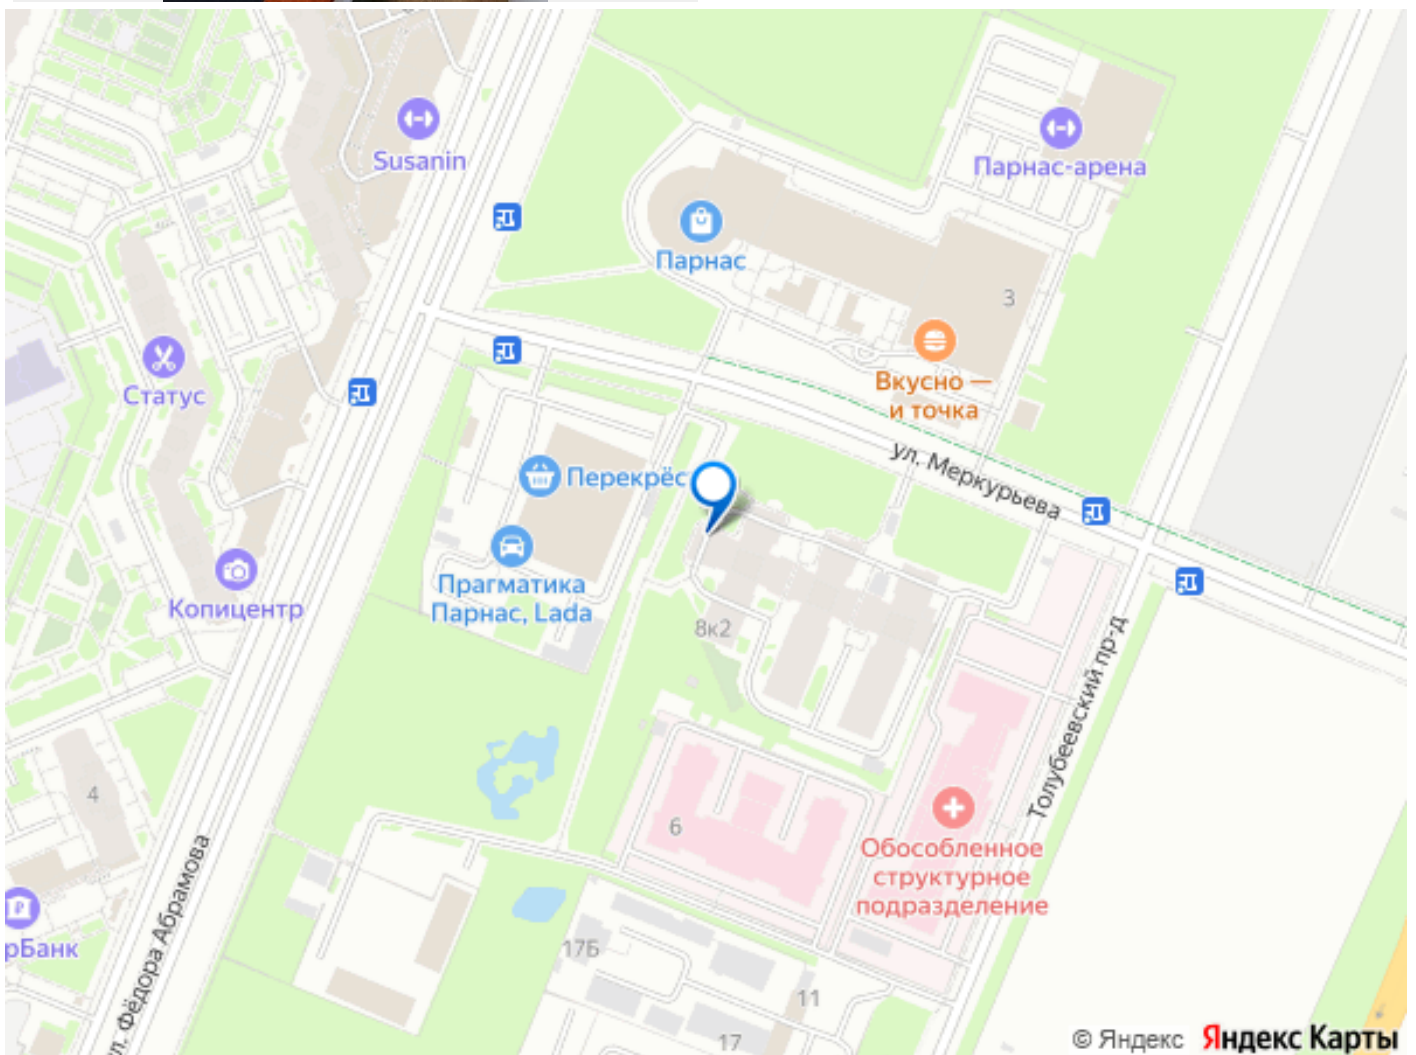 Susanin
Парнас-арена
Парнас
3
Вкусно —
и точка
Статус
ул. Меркурьева
Перекрёс
Прагматика
Парнас, Lada
Копицентр
8к2
Толубеевский пр-д
4
6
Обособленное
структурное
подразделение
ул. Фёдора Абрамова
рБанк
17Б
11
17
© Яндекс Яндекс Карты